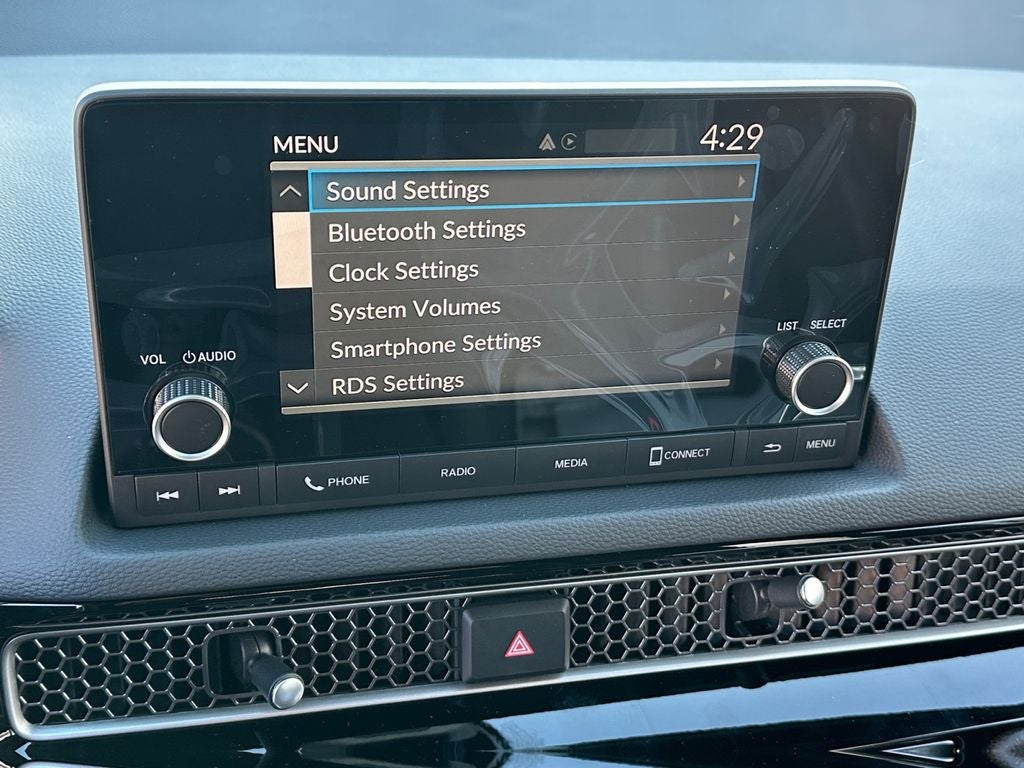 MENU 4:29
Sound Settings
Bluetooth Settings
Clock Settings
System Volumes
Smartphone Settings
RDS Settings
VOL AUDIO
LIST SELECT
PHONE RADIO MEDIA CONNECT MENU